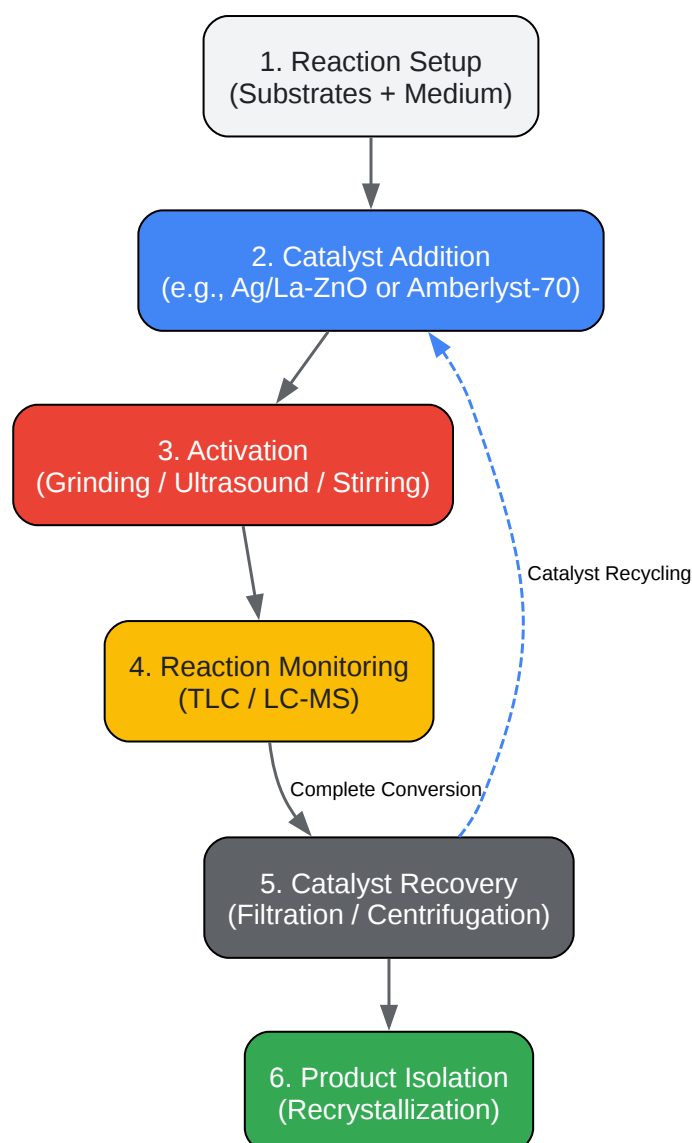 1. Reaction Setup
(Substrates + Medium)
2. Catalyst Addition
(e.g., Ag/La-ZnO or Amberlyst-70)
3. Activation
(Grinding / Ultrasound / Stirring)
Catalyst Recycling
4. Reaction Monitoring
(TLC / LC-MS)
Complete Conversion
5. Catalyst Recovery
(Filtration / Centrifugation)
6. Product Isolation
(Recrystallization)